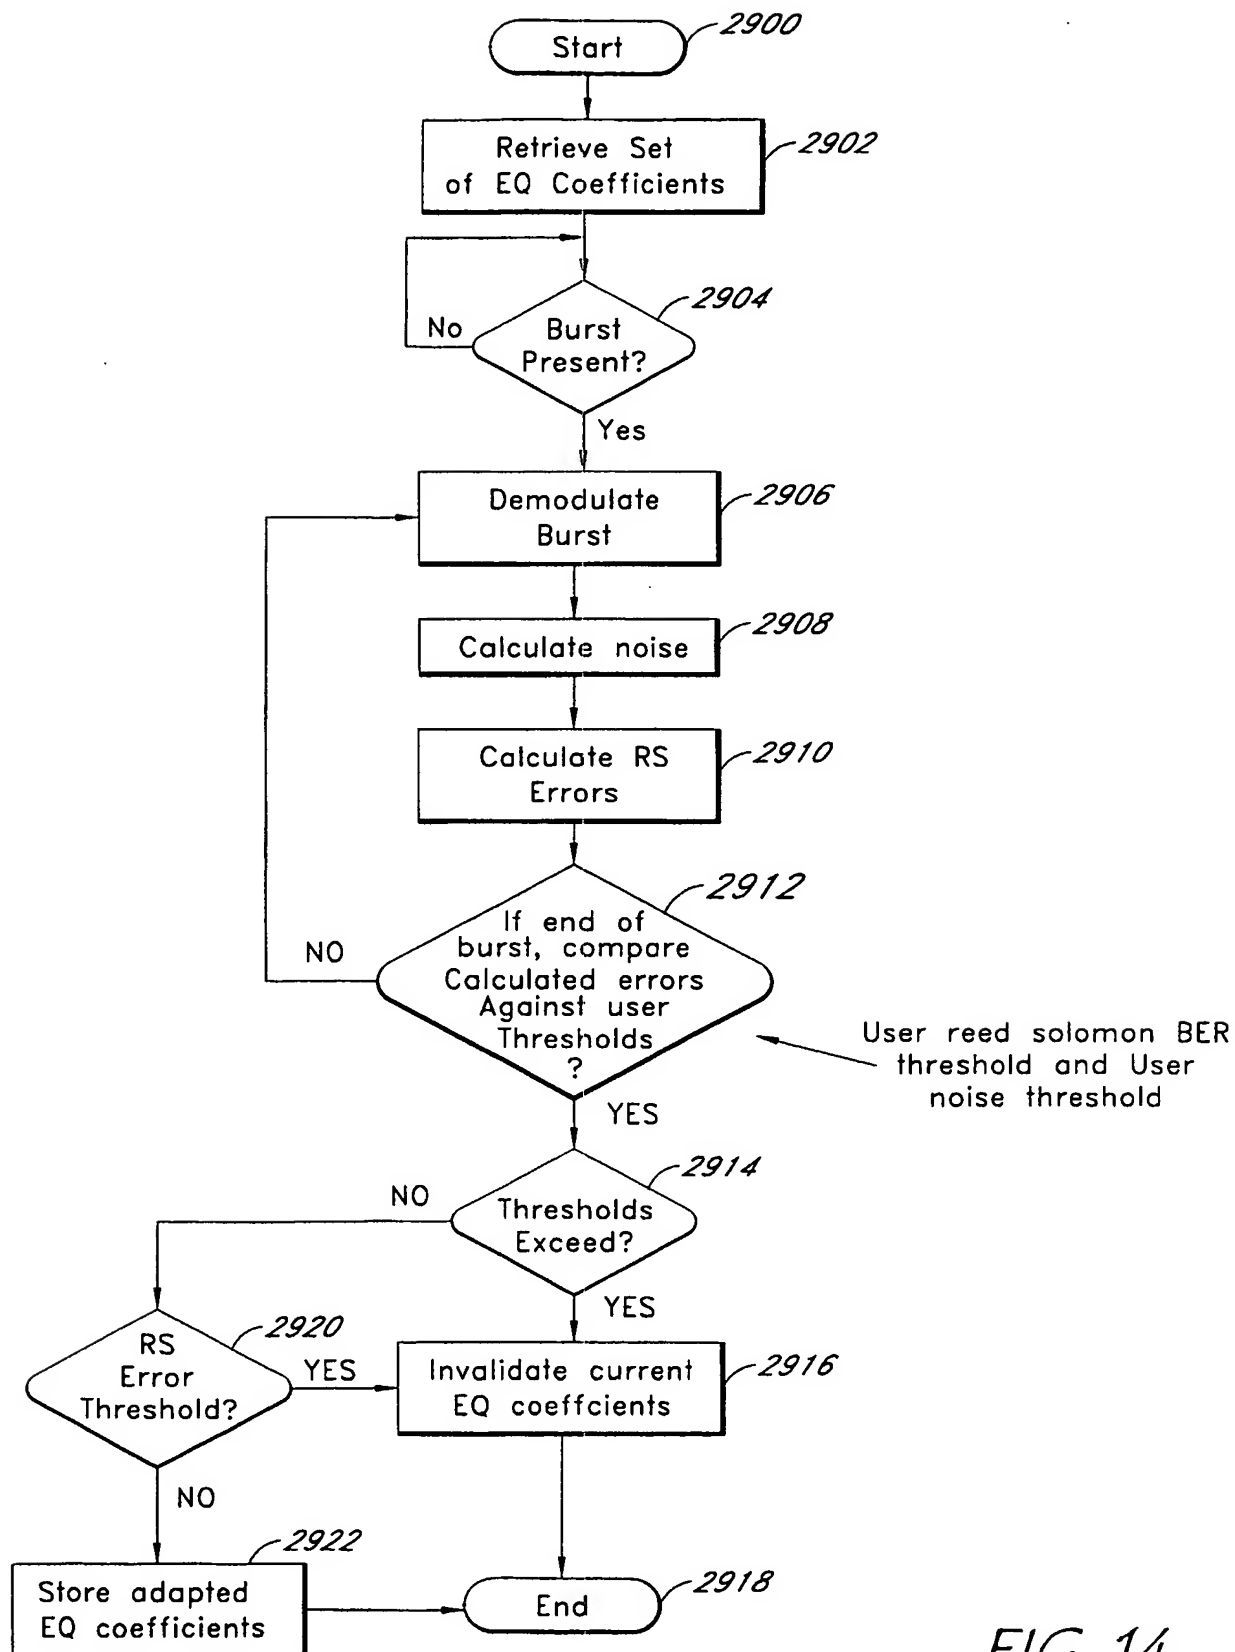 Start
2900
Retrieve Set
of EQ Coefficients
2902
2904
No
Burst
Present?
Yes
Demodulate
Burst
2906
Calculate noise
2908
Calculate RS
Errors
2910
2912
NO
If end of
burst, compare
Calculated errors
Against user
Thresholds
?
User reed solomon BER
threshold and User
noise threshold
YES
2914
NO
Thresholds
Exceed?
YES
2920
RS
Error
Threshold?
YES
Invalidate current
EQ coeffcients
2916
NO
2922
Store adapted
EQ coefficients
End
2918
FIG. 14